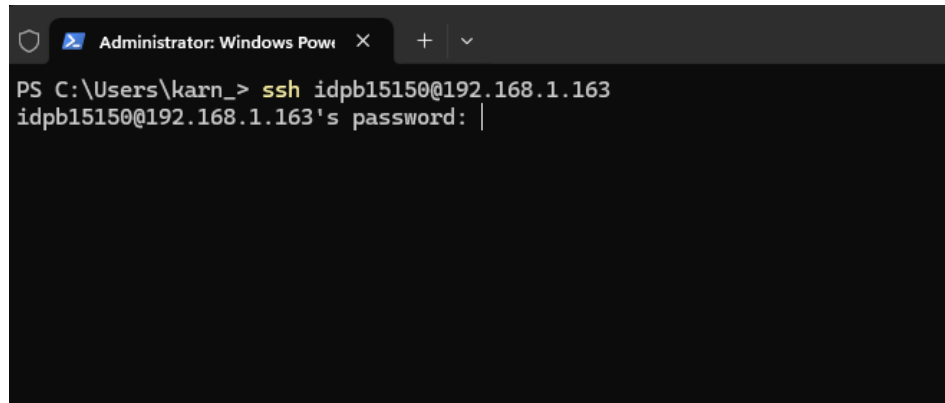 Administrator: Windows Powe
PS C:\Users\karn_> ssh idpb15150@192.168.1.163
idpb15150@192.168.1.163's password: